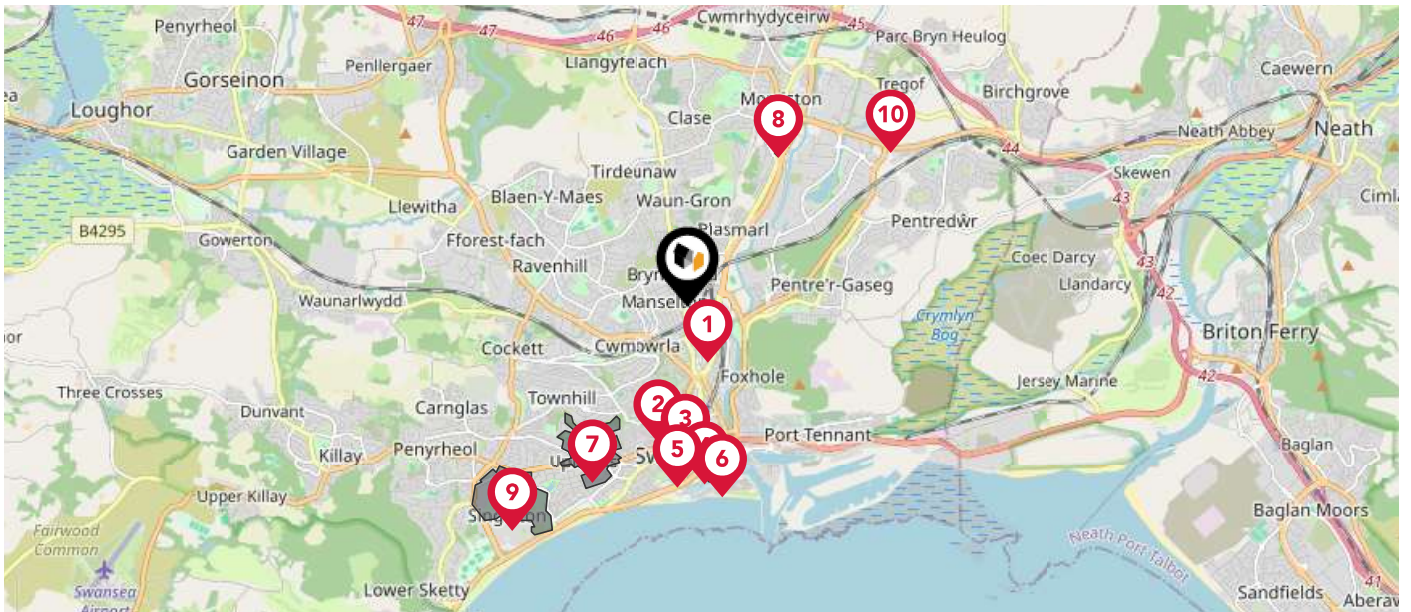 47
47
46
46
Cwmrhydyceirw
45
Penyrheol
Parc Bryn Heulog
Penllergaer
Llangyfelach
Gorseinon
Tregof
Caewern
Birchgrove
Loughor
Clase
8
10
Neath Abbey
Neath
Garden Village
44
Tirdeunaw
Skewen
Blaen-Y-Maes
Waun-Gron
43
Llewitha
Pentredŵr
B4295
Gowerton
Fforest-fach
Plasmarl
Coec Darcy
43
Ravenhill
Pentre'r-Gaseg
Llandarcy
42
Waunarlwydd
1
Crymlyn
Bog
Briton Ferry
Cockett
Cwmbwrla
Foxhole
42
Jersey Marine
Three Crosses
Townhill
Dunvant
Carnglas
2
3
Port Tennant
Baglan
Killay
Penyrheol
7
5
6
Upper Killay
9
Baglan Moors
Fairwood
Common
Neath Port Talbot
Swansea
Lower Sketty
Sandfields
41